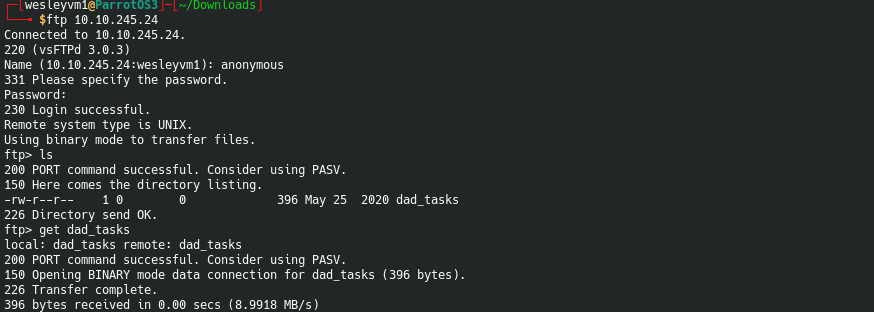 ┌─[wesleyvm1@ParrotOS3]─[~/Downloads]
└──╼ $ftp 10.10.245.24
Connected to 10.10.245.24.
220 (vsFTPd 3.0.3)
Name (10.10.245.24:wesleyvm1): anonymous
331 Please specify the password.
Password:
230 Login successful.
Remote system type is UNIX.
Using binary mode to transfer files.
ftp> ls
200 PORT command successful. Consider using PASV.
150 Here comes the directory listing.
-rw-r--r--    1 0        0             396 May 25  2020 dad_tasks
226 Directory send OK.
ftp> get dad_tasks
local: dad_tasks remote: dad_tasks
200 PORT command successful. Consider using PASV.
150 Opening BINARY mode data connection for dad_tasks (396 bytes).
226 Transfer complete.
396 bytes received in 0.00 secs (8.9918 MB/s)